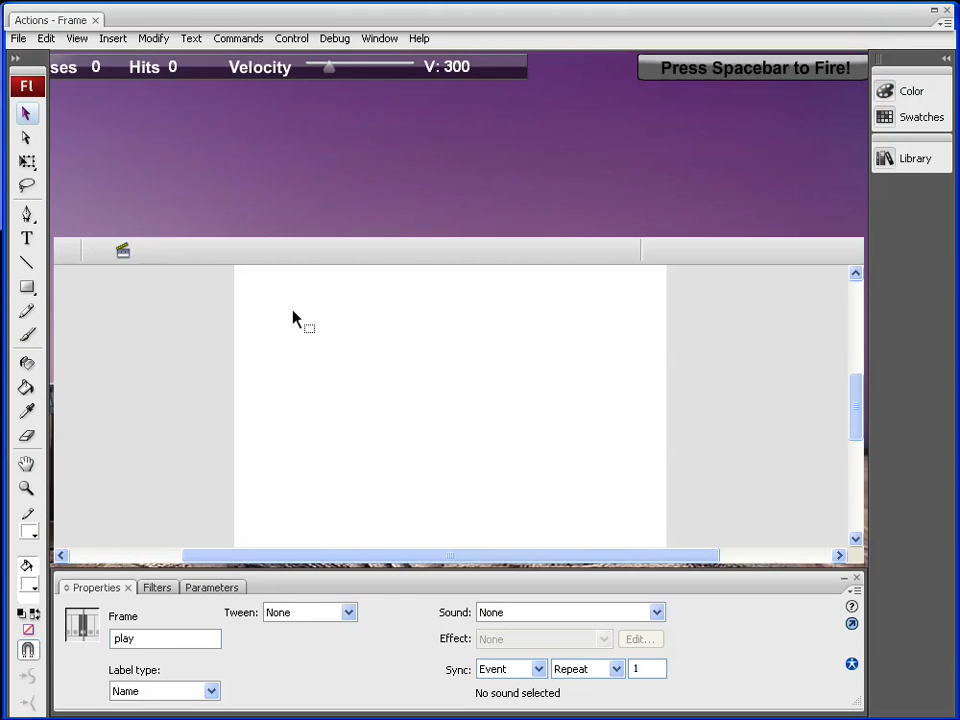 Actions - Frame
File Edit View Insert Modify Text Commands Control Debug Window Help
ses 0 Hits 0 Velocity V: 300 Press Spacebar to Fire!
Fl
Color
Swatches
Library
T
Properties Filters Parameters
Frame Tween: None Sound: None
play Effect: None Edit...
Label type: Sync: Event Repeat 1
Name No sound selected